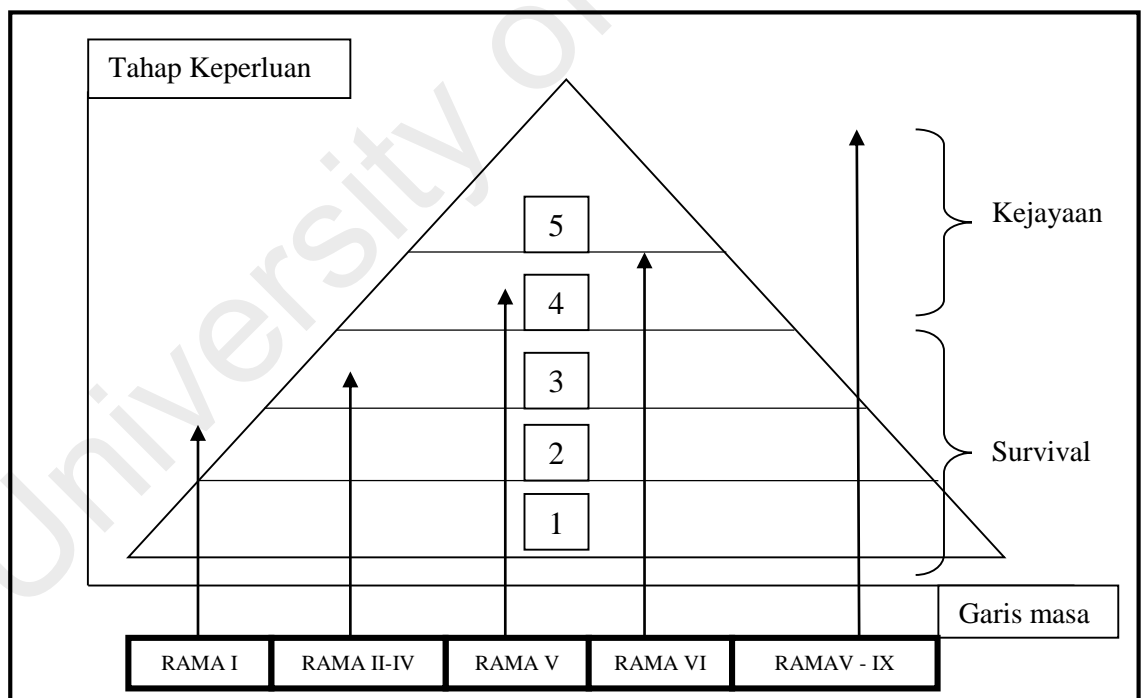 University o
Tahap Keperluan
5
Kejayaan
4
3
Survival
2
1
Garis masa
RAMA I
RAMA II-IV
RAMA V
RAMA VI
RAMAV - IX